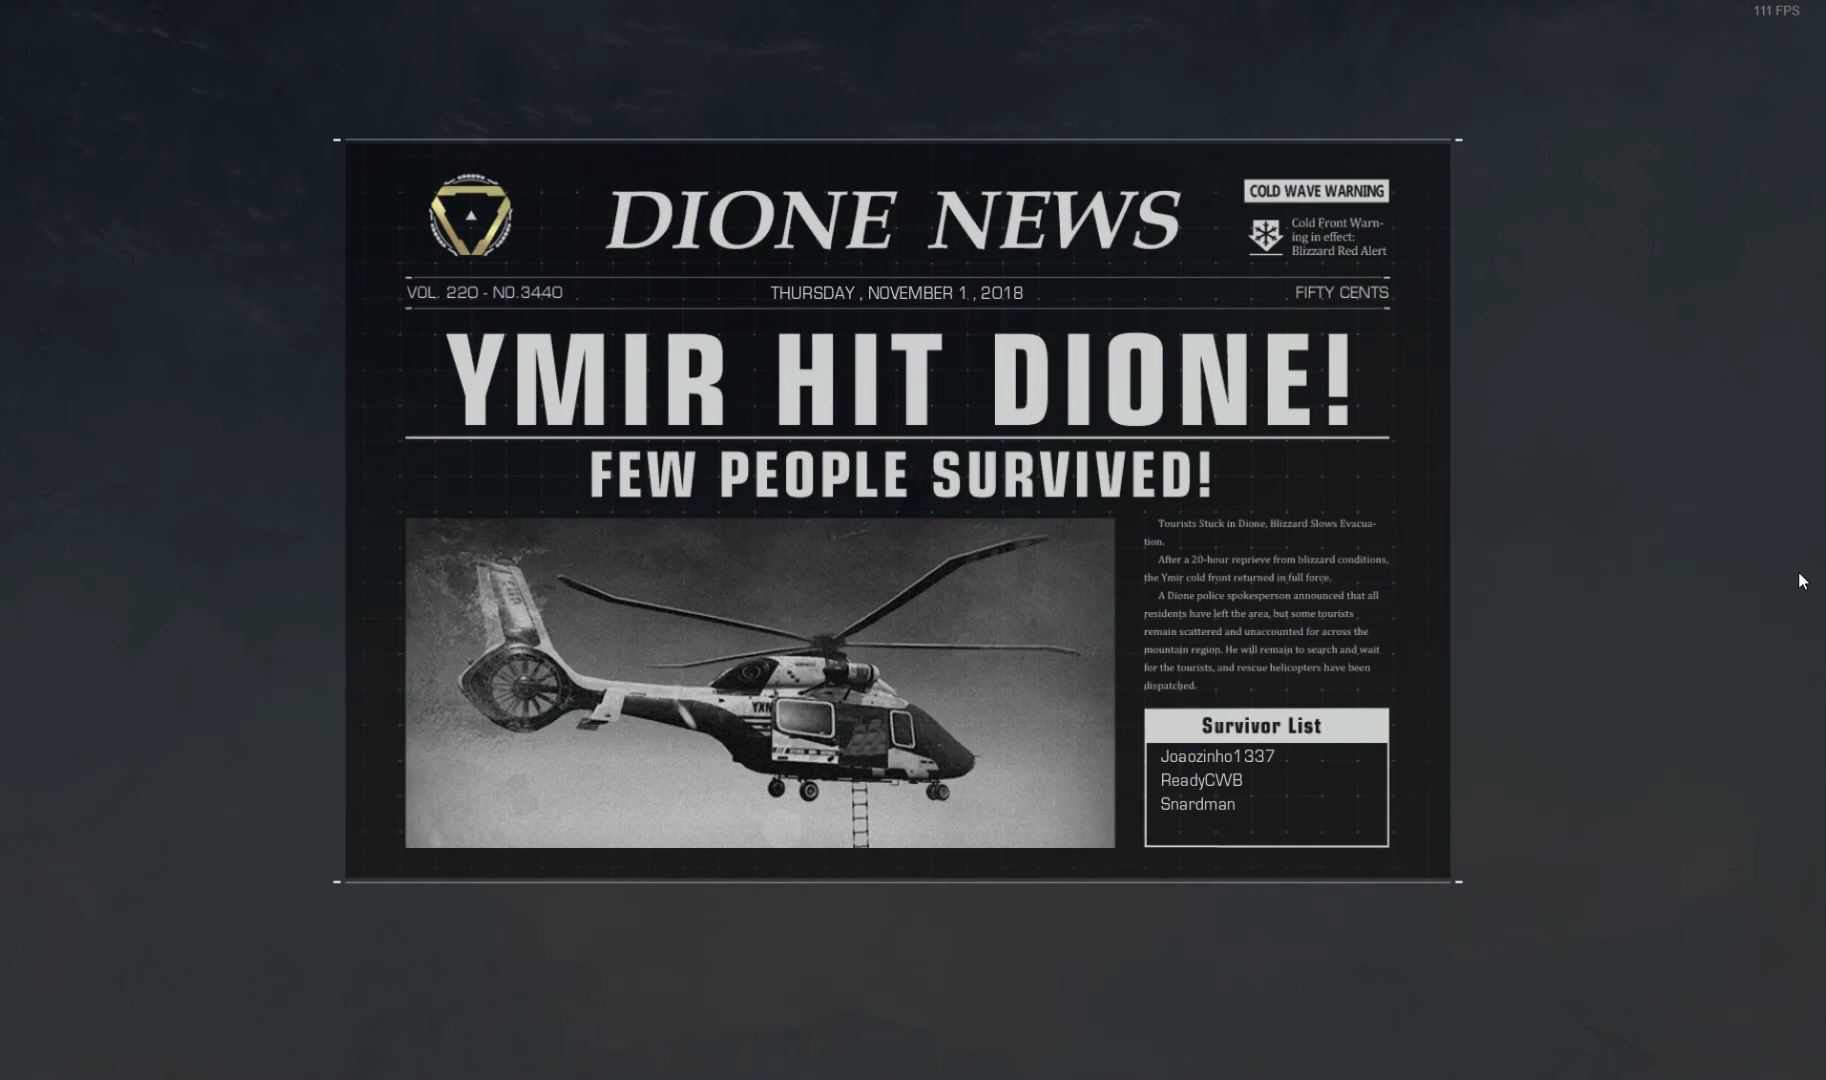 111 FPS
DIONE NEWS
COLD WAVE WARNING
Cold Front Warn-
ing in effect:
Blizzard Red Alert
VOL. 220 - NO.3440
THURSDAY , NOVEMBER 1 , 2018
FIFTY CENTS
YMIR HIT DIONE!
FEW PEOPLE SURVIVED!
Tourists Stuck in Dione, Blizzard Slows Evacua-
tion.
After a 20-hour reprieve from blizzard conditions,
the Ymir cold front returned in full force.
A Dione police spokesperson announced that all
residents have left the area, but some tourists
remain scattered and unaccounted for across the
mountain region. He will remain to search and wait
for the tourists, and rescue helicopters have been
dispatched.
Survivor List
Joaozinho1337
ReadyCWB
Snardman